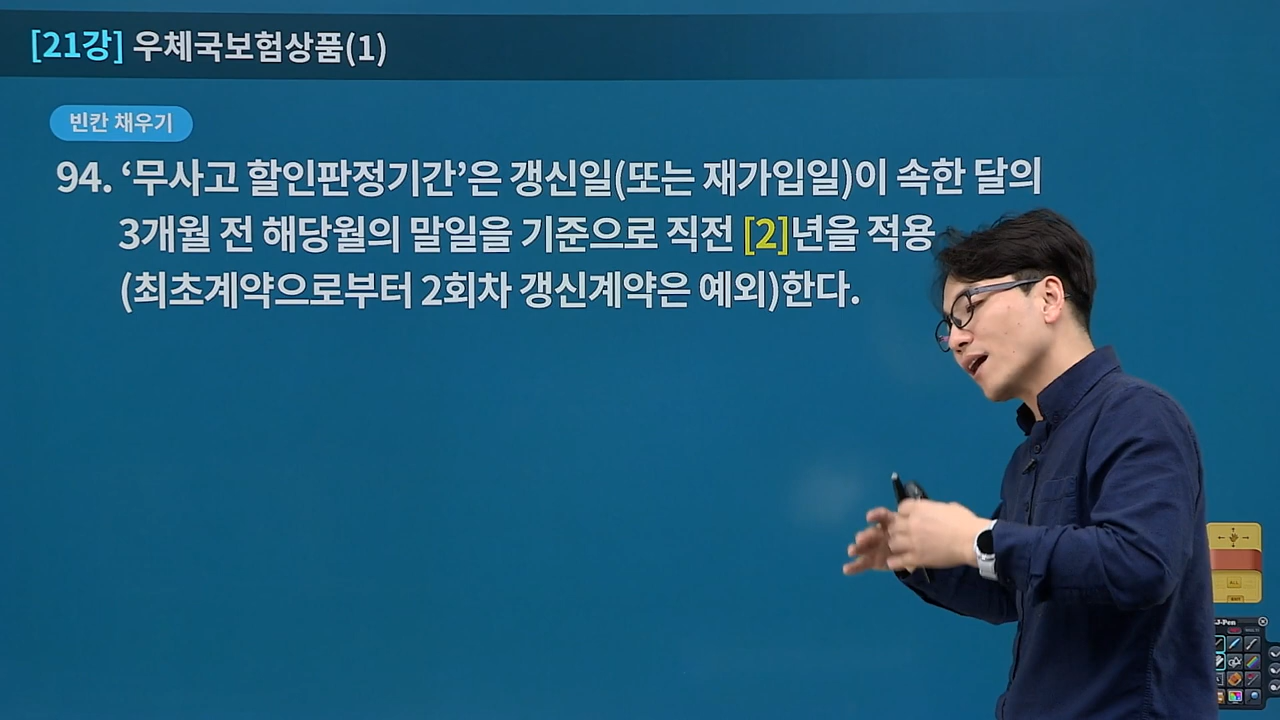 [21강] 우체국보험상품(1)
빈칸 채우기
94. ‘무사고 할인판정기간’은 갱신일(또는 재가입일)이 속한 달의
3개월 전 해당월의 말일을 기준으로 직전 [2]년을 적용
(최초계약으로부터 2회차 갱신계약은 예외)한다.
ALL